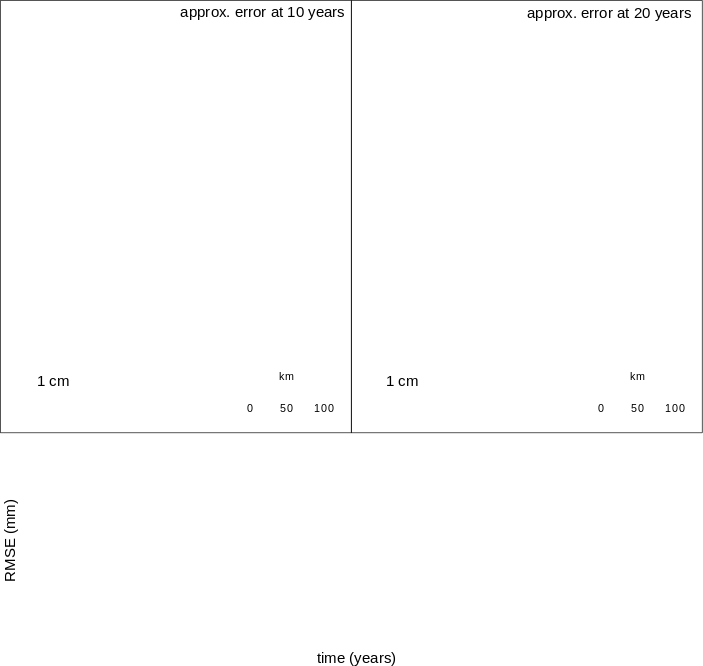 approx. error at 10 years
approx. error at 20 years
1 cm
km
0 50 100
1 cm
km
0 50 100
RMSE (mm)
time (years)